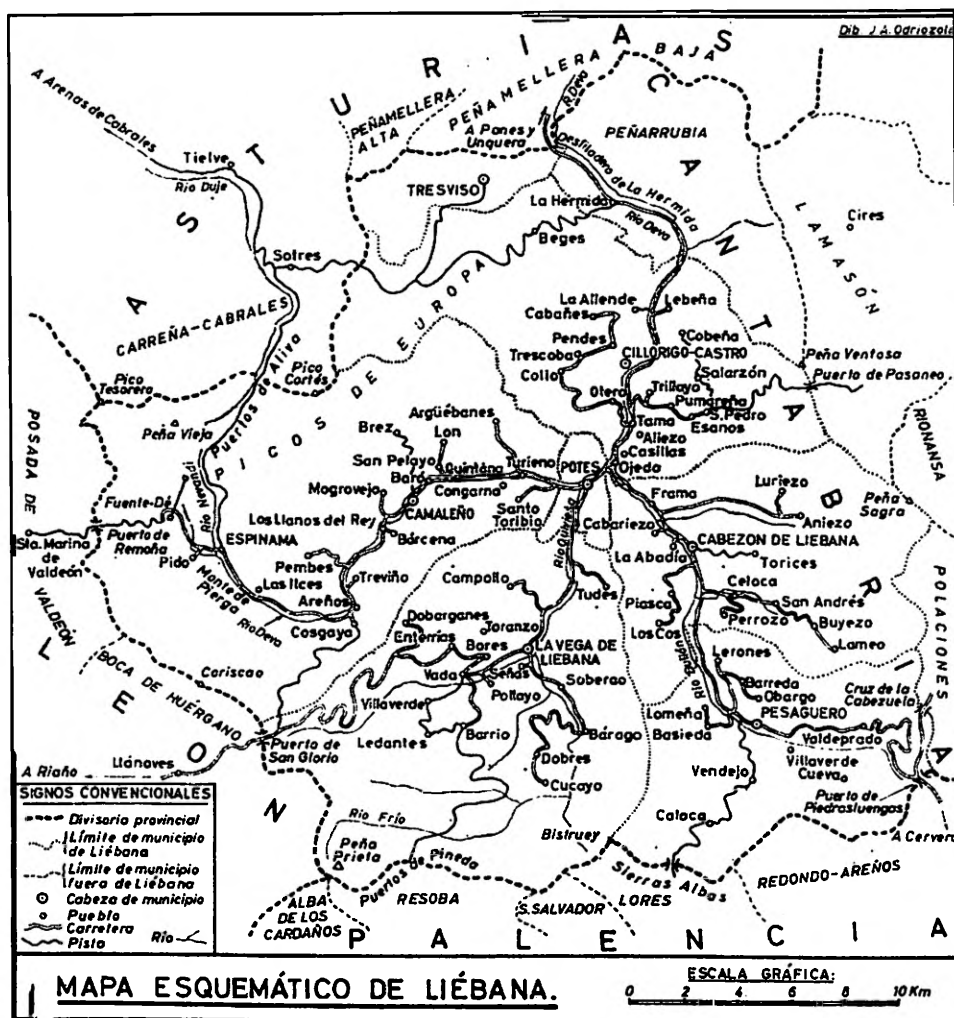 Dib. J.A. Odriozola
ASTURIAS
CANTABRIA
LEON
PALENCIA
A Arenas de Cabrales
Tielve
Río Duje
PEÑAMELLERA ALTA
PEÑAMELLERA BAJA
R. Deva
A Panes y Unquera
Desfiladero de La Hermida
PEÑARRUBIA
TRESVISO
La Hermida
Río Deva
Beges
LAMASÓN
Cires
Sotres
CARREÑA-CABRALES
PICOS DE EUROPA
Puertos de Aliva
Pico Tesorero
Pico Cortés
Peña Vieja
La Allende
Lebeña
Cabañes
Pendes
Cobeña
Trescoba
CILLORIGO-CASTRO
Colio
Salarzón
Peña Ventosa
Puerto de Pasaneo
Otero
Trillayo
Pumareña
S. Pedro
Esanos
Tama
Aliezo
Casillas
Ojeda
POTES
RIONANSA
Peña Sagra
POSADA DE VALDEÓN
Argüébanes
Brez
Lon
San Pelayo
Baró
Quintana
Turieno
Congarna
Mogrovejo
CAMALEÑO
Santo Toribio
Los Llanos del Rey
Bárcena
Frama
Luriezo
Aniezo
Cabariezo
CABEZON DE LIEBANA
La Abadía
Torices
Fuente-Dé
Río Nevandi
ESPINAMA
Puerto de Remoña
Sta. Marina de Valdeón
Pido
Monte de Pierga
Las Ilces
Pembes
Treviño
Areños
Río Deva
Cosgaya
Río Quiviesa
Campollo
Tudes
Piasca
Celoca
San Andrés
Perrozo
Buyezo
Lameo
Los Cos
POLACIONES
Dobarganes
Toranzo
Enterrías
Bores
LA VEGA DE LIEBANA
Vada
Señas
Pollayo
Soberao
Villaverde
Ledantes
Barrio
Bárago
Dobres
Cucayo
Río Bullón
Lerones
Barreda
Obargo
Lomeña
Basieda
PESAGUERO
Cruz de la Cabezuela
Valdeprado
Villaverde
Cueva
Vendejo
Caloca
Puerto de Piedrasluengas
A Cervera
BOCA DE HUERGANO
Coriscao
Puerto de San Glorio
Llánaves
A Riaño
Río Frío
Peña Prieta
Puertos Pineda
Bistruey
Sierras Albas
ALBA DE LOS CARDAÑOS
RESOBA
S. SALVADOR
LORES
REDONDO-AREÑOS
SIGNOS CONVENCIONALES
Divisoria provincial
Límite de municipio de Liébana
Límite de municipio fuera de Liébana
Cabeza de municipio
Pueblo
Carretera
Pista
Río
MAPA ESQUEMÁTICO DE LIÉBANA.
ESCALA GRÁFICA:
0 2 4 6 8 10 Km